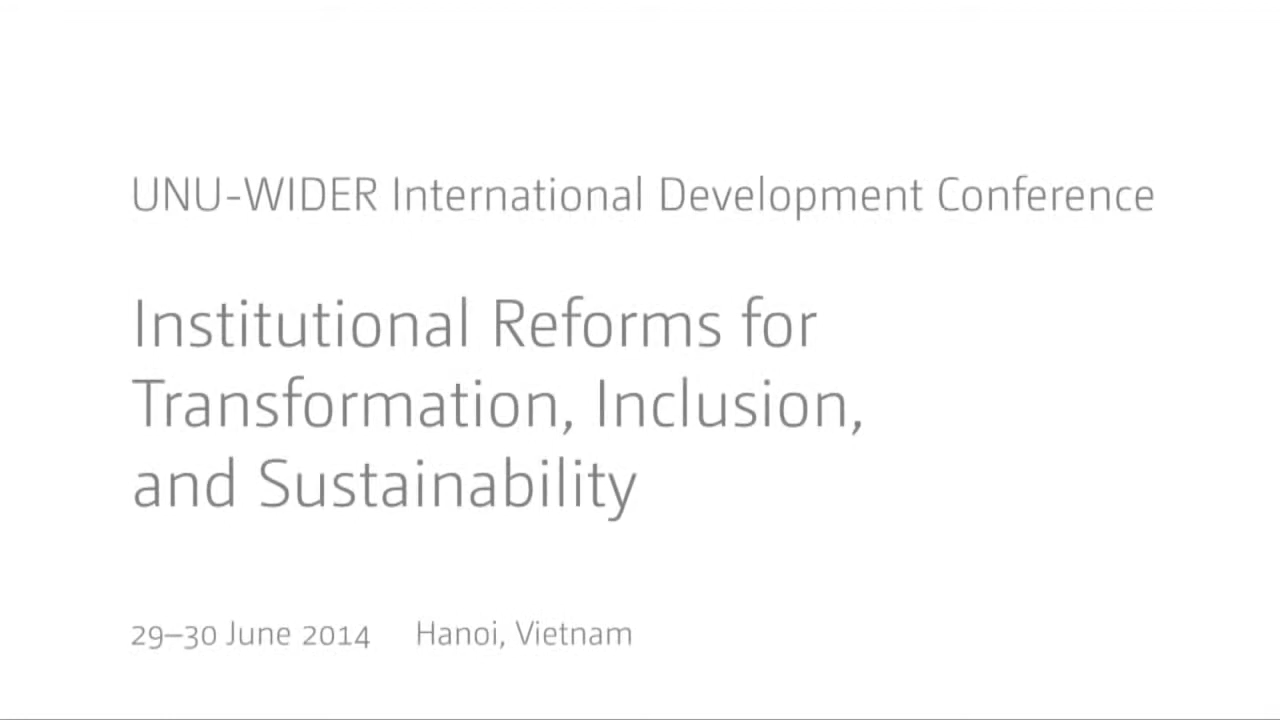 UNU-WIDER International Development Conference
Institutional Reforms for
Transformation, Inclusion,
and Sustainability
29–30 June 2014 Hanoi, Vietnam